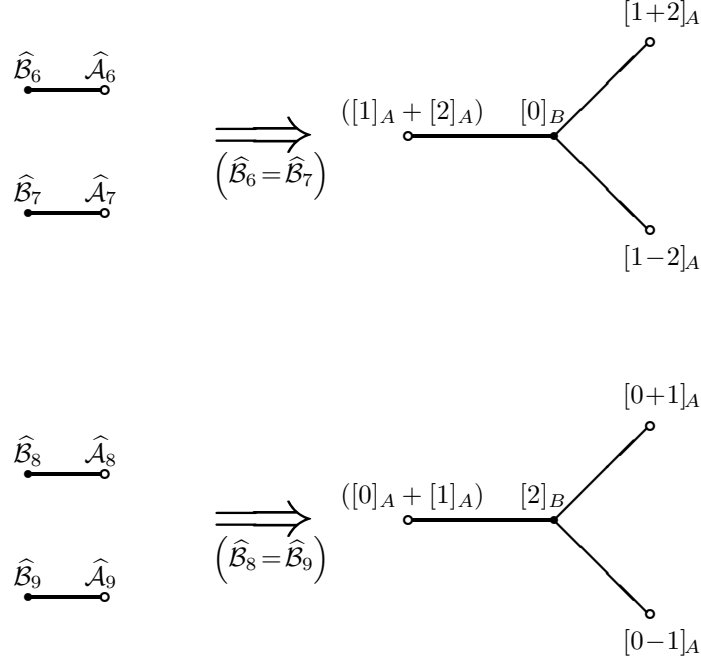 [1+2]_A
\widehat{\mathcal{B}}_6 \widehat{\mathcal{A}}_6
([1]_A + [2]_A) [0]_B
(\widehat{\mathcal{B}}_6 = \widehat{\mathcal{B}}_7)
\widehat{\mathcal{B}}_7 \widehat{\mathcal{A}}_7
[1−2]_A
[0+1]_A
\widehat{\mathcal{B}}_8 \widehat{\mathcal{A}}_8
([0]_A + [1]_A) [2]_B
(\widehat{\mathcal{B}}_8 = \widehat{\mathcal{B}}_9)
\widehat{\mathcal{B}}_9 \widehat{\mathcal{A}}_9
[0−1]_A